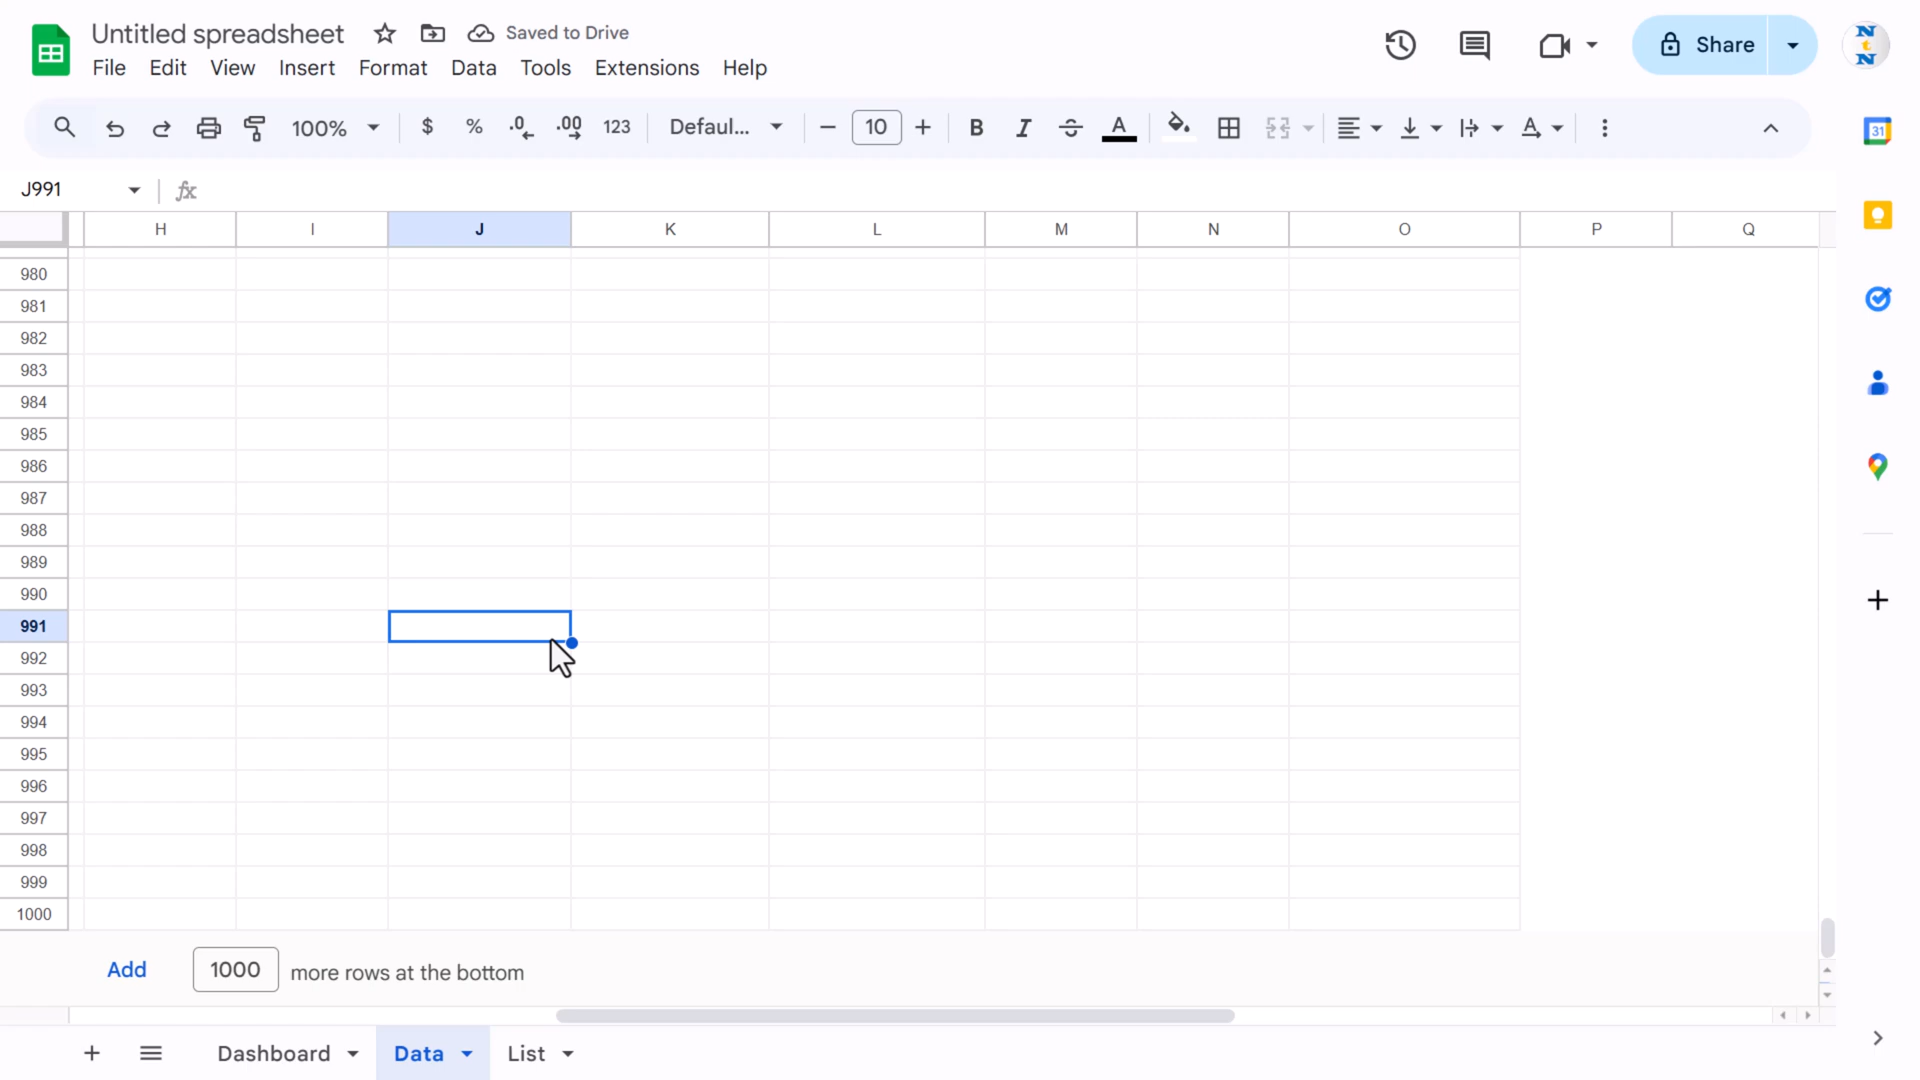 Untitled spreadsheet Saved to Drive
File Edit View Insert Format Data Tools Extensions Help
Share
NtN
31
100% $ % .0 .00 123 Defaul... 10 B I A A
J991 fx
H I J K L M N O P Q
980
981
982
983
984
985
986
987
988
989
990
991
992
993
994
995
996
997
998
999
1000
Add 1000 more rows at the bottom
Dashboard Data List